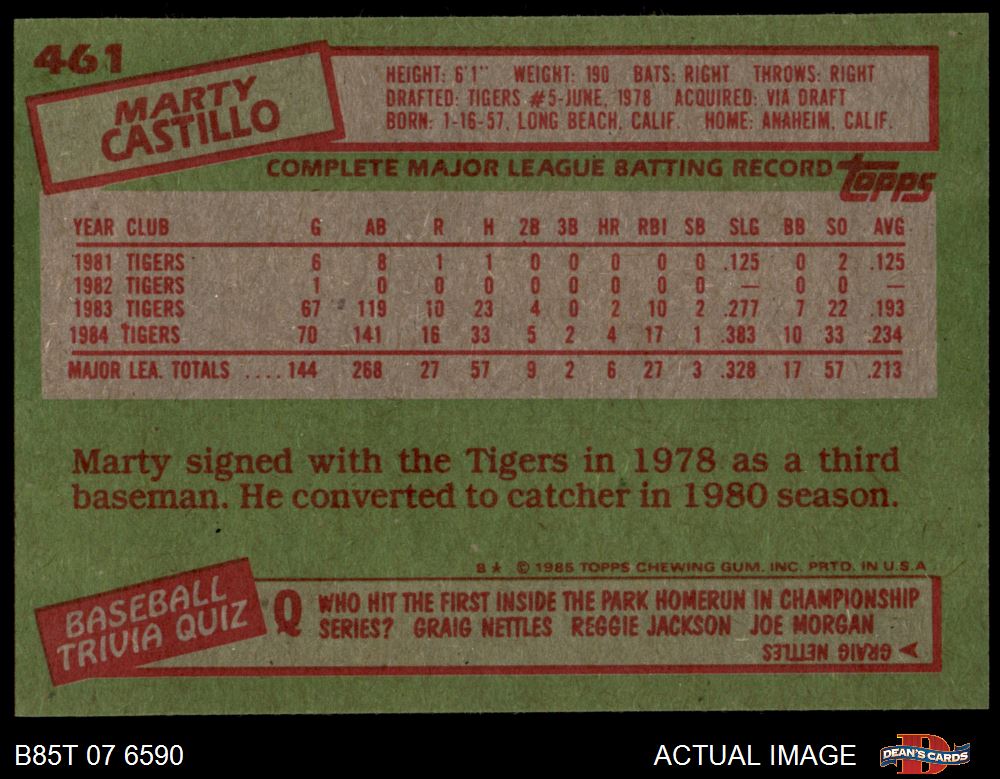 461
MARTY
CASTILLO
HEIGHT: 6'1" WEIGHT: 190 BATS: RIGHT THROWS: RIGHT
DRAFTED: TIGERS #5-JUNE, 1978 ACQUIRED: VIA DRAFT
BORN: 1-16-57, LONG BEACH, CALIF. HOME: ANAHEIM, CALIF.
COMPLETE MAJOR LEAGUE BATTING RECORD
TOPPS
YEAR CLUB G AB R H 2B 3B HR RBI SB SLG BB SO AVG
1981 TIGERS 6 8 1 1 0 0 0 0 0 .125 0 2 .125
1982 TIGERS 1 0 0 0 0 0 0 0 0 — 0 0 —
1983 TIGERS 67 119 10 23 4 0 2 10 2 .277 7 22 .193
1984 TIGERS 70 141 16 33 5 2 4 17 1 .383 10 33 .234
MAJOR LEA. TOTALS .... 144 268 27 57 9 2 6 27 3 .328 17 57 .213
Marty signed with the Tigers in 1978 as a third
baseman. He converted to catcher in 1980 season.
B★ © 1985 TOPPS CHEWING GUM, INC. PRTD. IN U.S.A
BASEBALL
TRIVIA QUIZ
Q WHO HIT THE FIRST INSIDE THE PARK HOMERUN IN CHAMPIONSHIP
SERIES? GRAIG NETTLES REGGIE JACKSON JOE MORGAN
GRAIG NETTLES
B85T 07 6590
ACTUAL IMAGE
D
DEAN'S CARDS